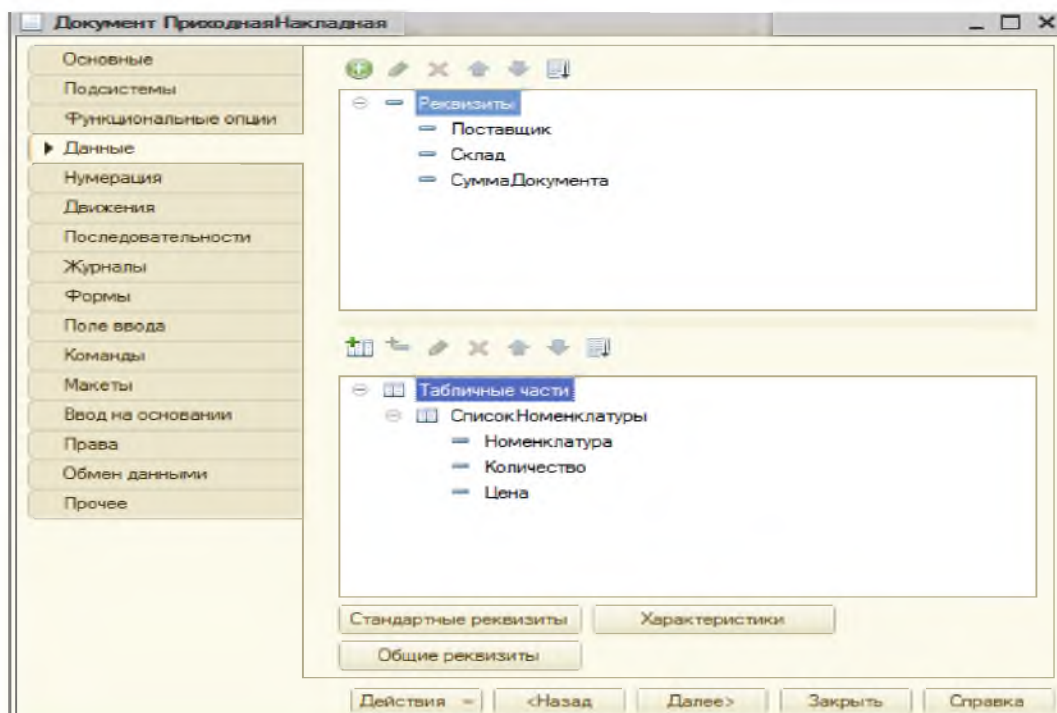 Документ ПриходнаяНакладная
Основные
Подсистемы
Функциональные опции
Данные
Нумерация
Движения
Последовательности
Журналы
Формы
Поле ввода
Команды
Макеты
Ввод на основании
Права
Обмен данными
Прочее
Реквизиты
Поставщик
Склад
СуммаДокумента
Табличные части
СписокНоменклатуры
Номенклатура
Количество
Цена
Стандартные реквизиты Характеристики
Общие реквизиты
Действия <Назад Далее> Закрыть Справка